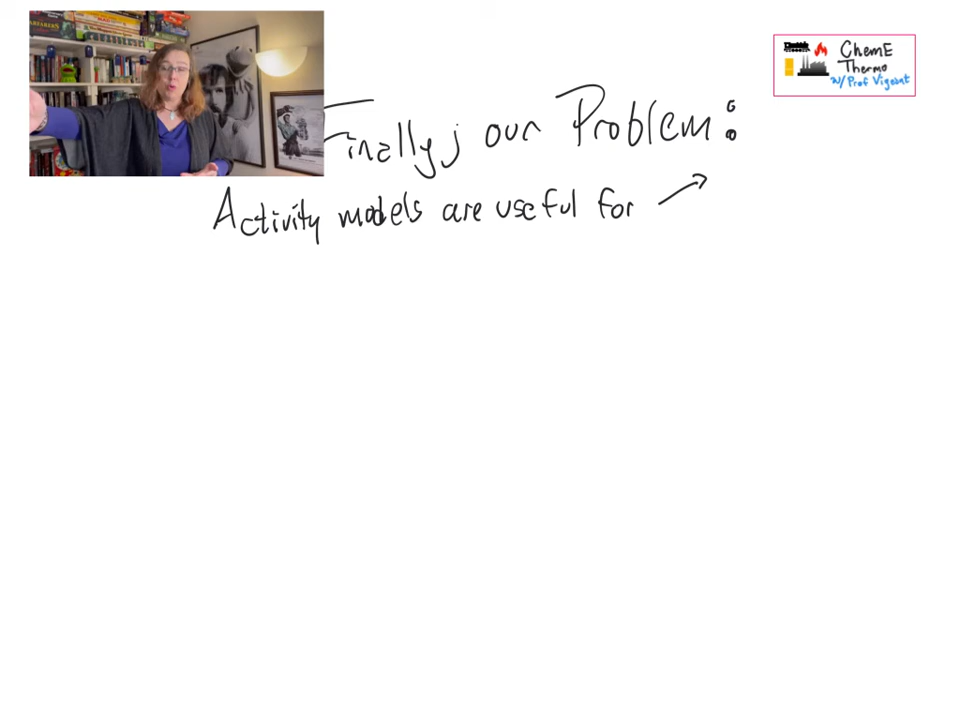 ChemE
Thermo
w/Prof Vigeant
Finally, our Problem:
Activity models are useful for →